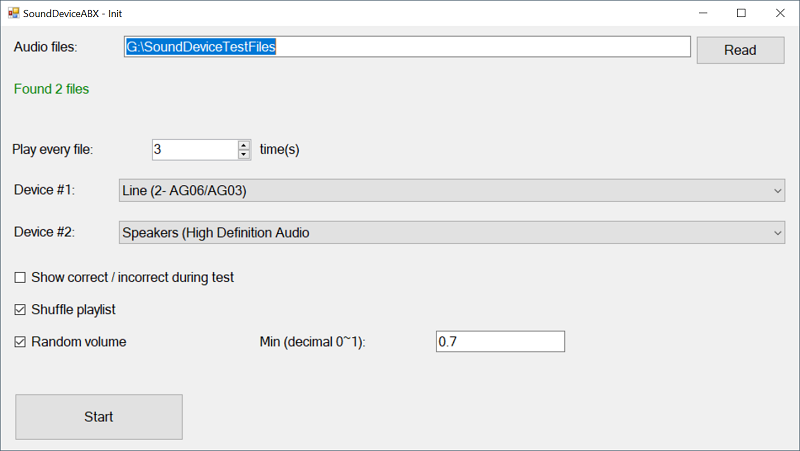 SoundDeviceABX - Init
Audio files: G:\SoundDeviceTestFiles Read
Found 2 files
Play every file: 3 time(s)
Device #1: Line (2- AG06/AG03)
Device #2: Speakers (High Definition Audio
Show correct / incorrect during test
Shuffle playlist
Random volume Min (decimal 0~1): 0.7
Start